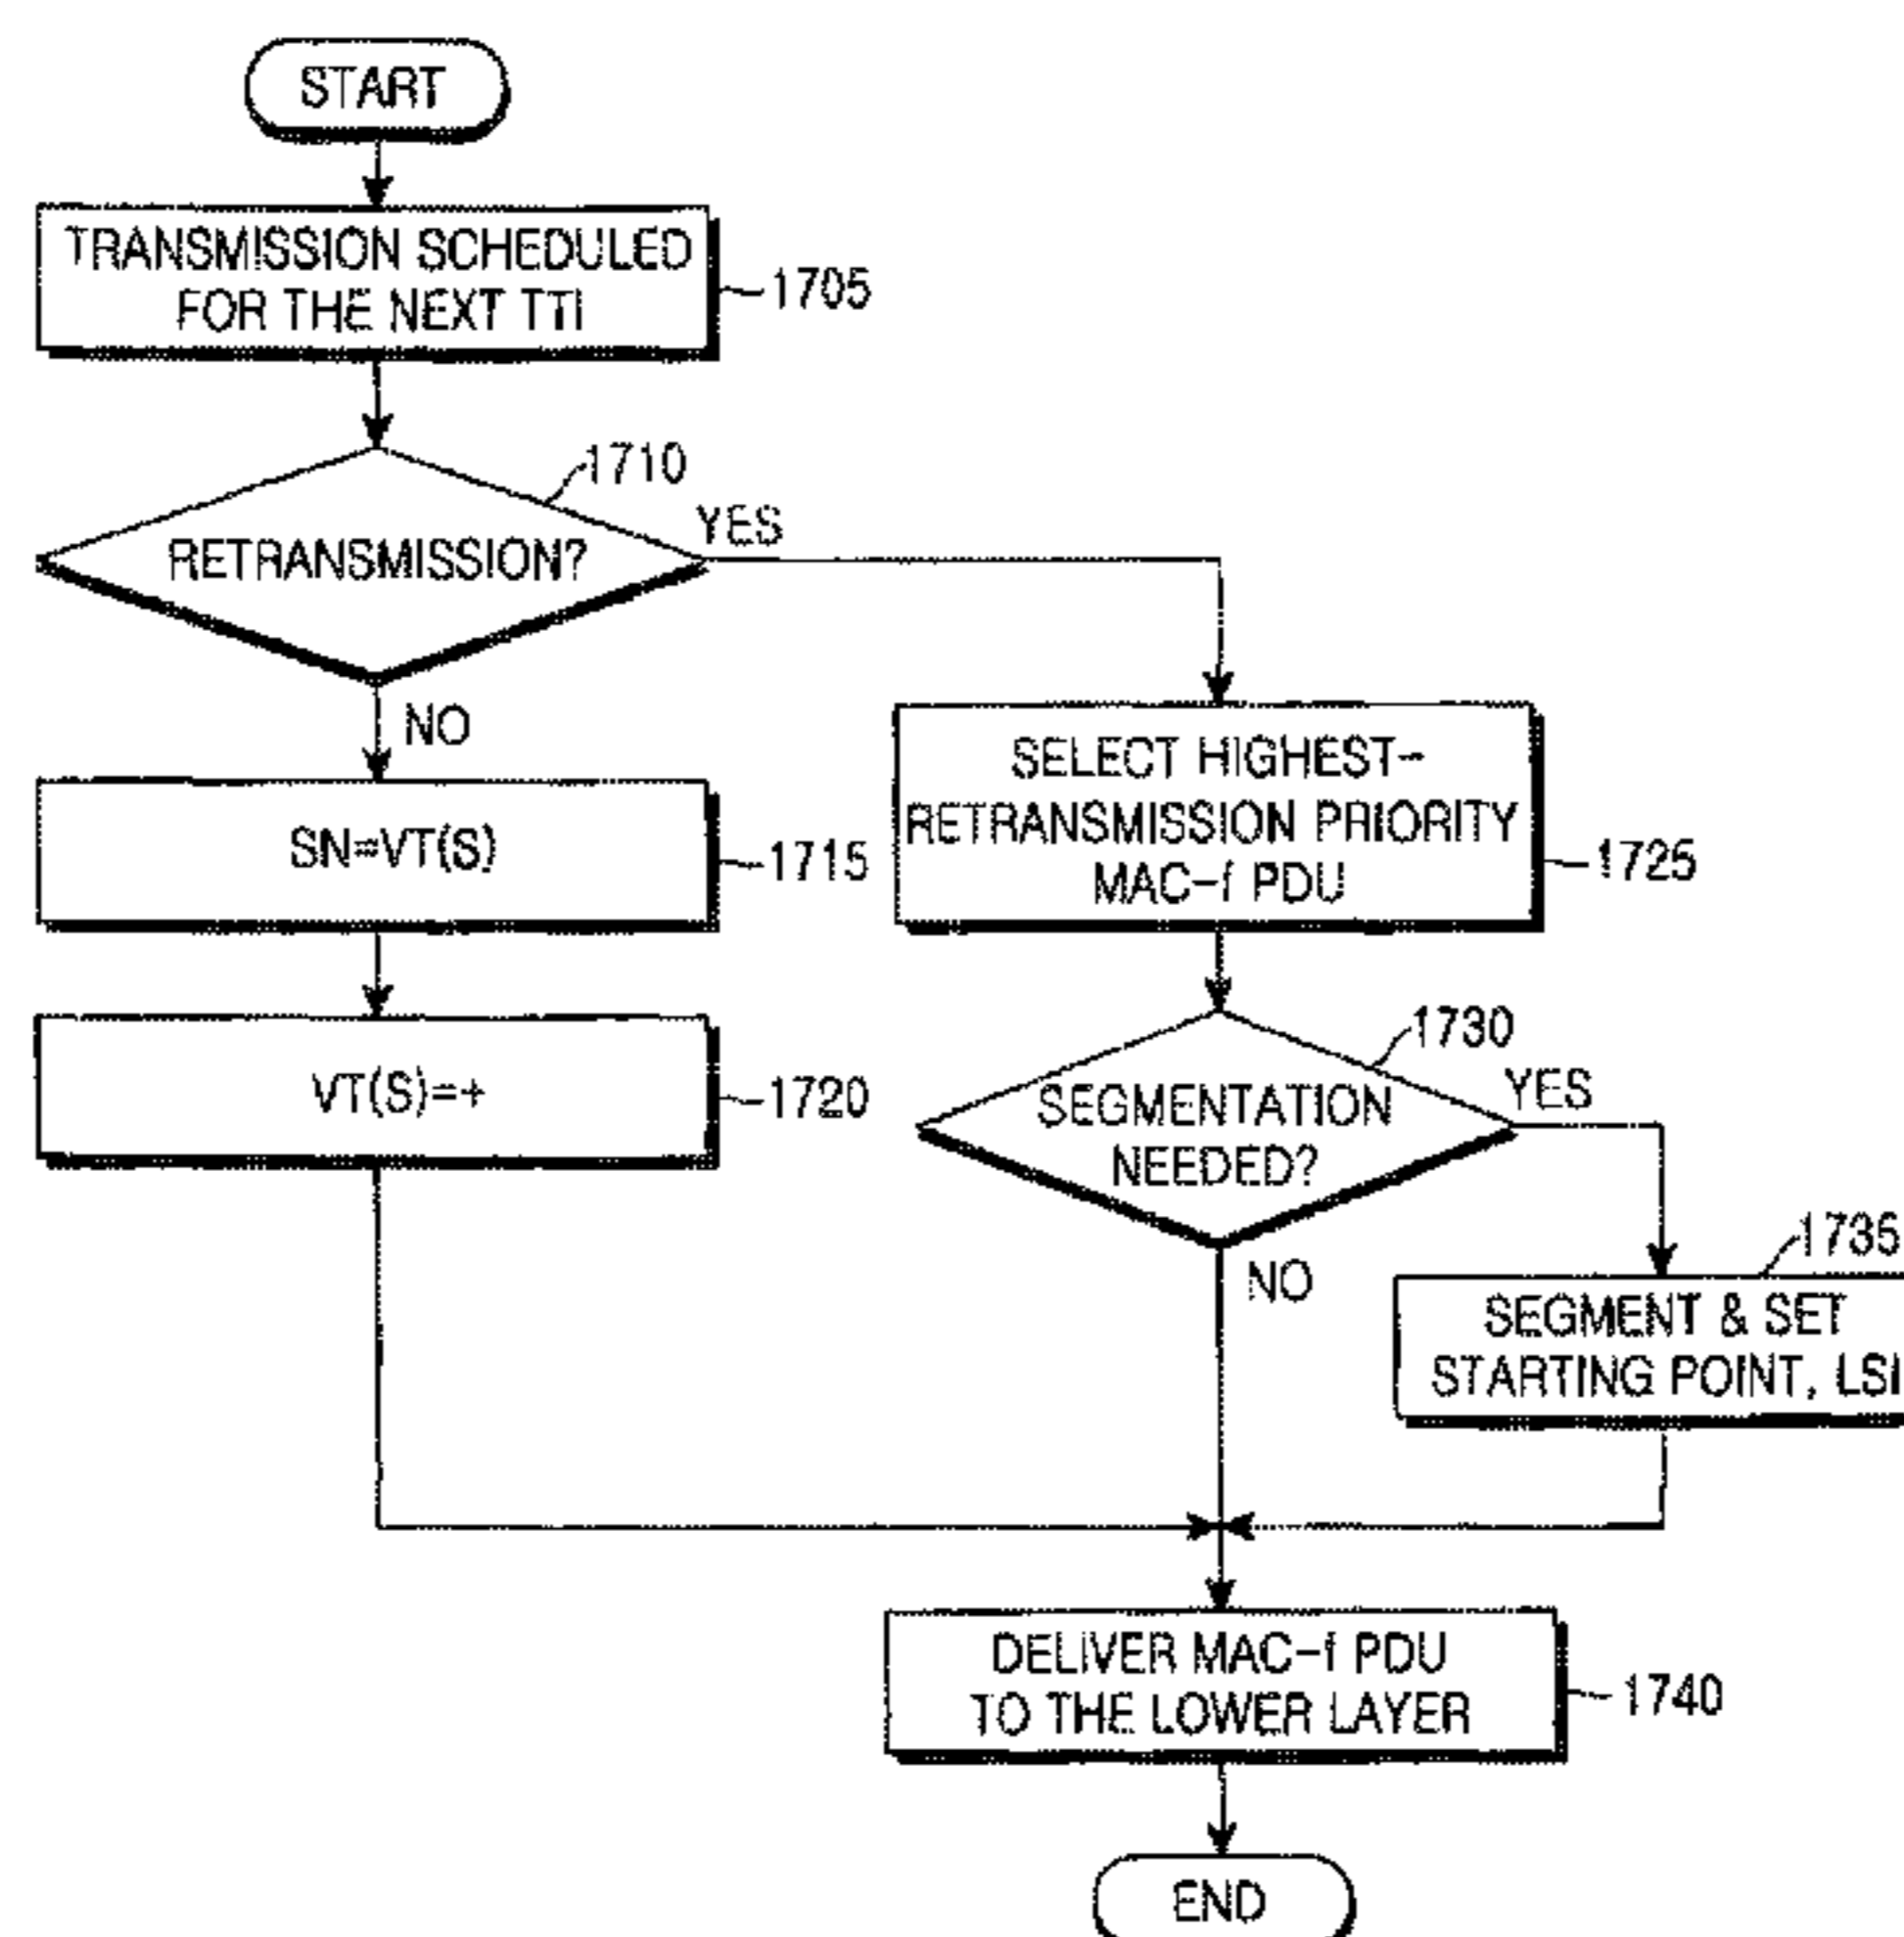 START
TRANSMISSION SCHEDULED
FOR THE NEXT TTI
1705
1710
RETRANSMISSION?
YES
NO
SN=VT(S)
1715
SELECT HIGHEST-
RETRANSMISSION PRIORITY
MAC-f PDU
1725
VT(S)=+
1720
1730
SEGMENTATION
NEEDED?
YES
NO
1735
SEGMENT & SET
STARTING POINT, LSI
DELIVER MAC-f PDU
TO THE LOWER LAYER
1740
END